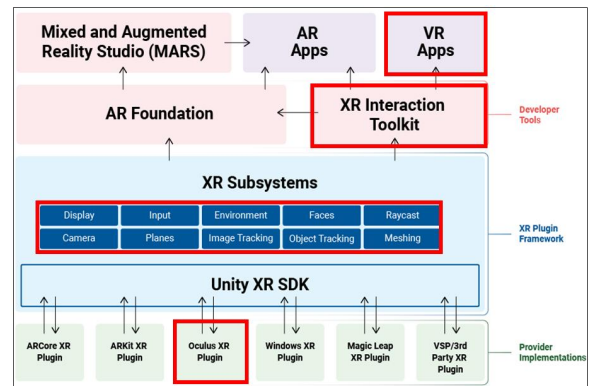 Mixed and Augmented
Reality Studio (MARS)
AR
Apps
VR
Apps
AR Foundation
XR Interaction
Toolkit
Developer
Tools
XR Subsystems
Display
Input
Environment
Faces
Raycast
Camera
Planes
Image Tracking
Object Tracking
Meshing
XR Plugin
Framework
Unity XR SDK
ARCore XR
Plugin
ARKit XR
Plugin
Oculus XR
Plugin
Windows XR
Plugin
Magic Leap
XR Plugin
VSP/3rd
Party XR
Plugin
Provider
Implementations